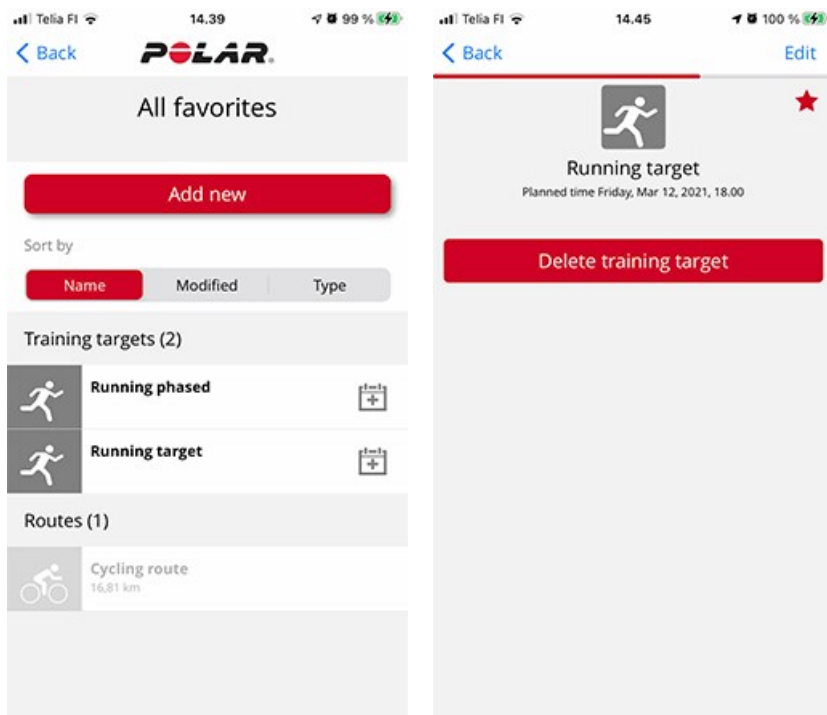 Telia FI 14.39 99 %
Back POLAR.
All favorites
Add new
Sort by
Name Modified Type
Training targets (2)
Running phased
Running target
Routes (1)
Cycling route
16,81 km
Telia FI 14.45 100 %
Back Edit
Running target
Planned time Friday, Mar 12, 2021, 18.00
Delete training target